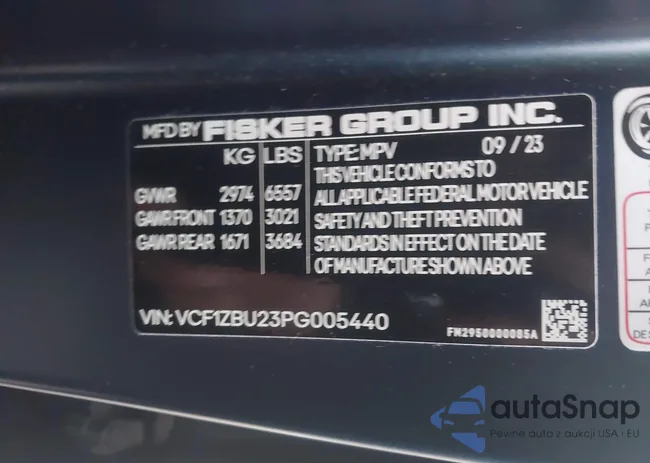 MFD BY FISKER GROUP INC.
KG LBS TYPE: MPV 09 / 23
THIS VEHICLE CONFORMS TO
GVWR 2974 6557 ALL APPLICABLE FEDERAL MOTOR VEHICLE
GAWR FRONT 1370 3021 SAFETY AND THEFT PREVENTION
GAWR REAR 1671 3684 STANDARDS IN EFFECT ON THE DATE
OF MANUFACTURE SHOWN ABOVE
VIN: VCF1ZBU23PG005440
FM2950000085A
autaSnap
Pewne auta z aukcji USA i EU